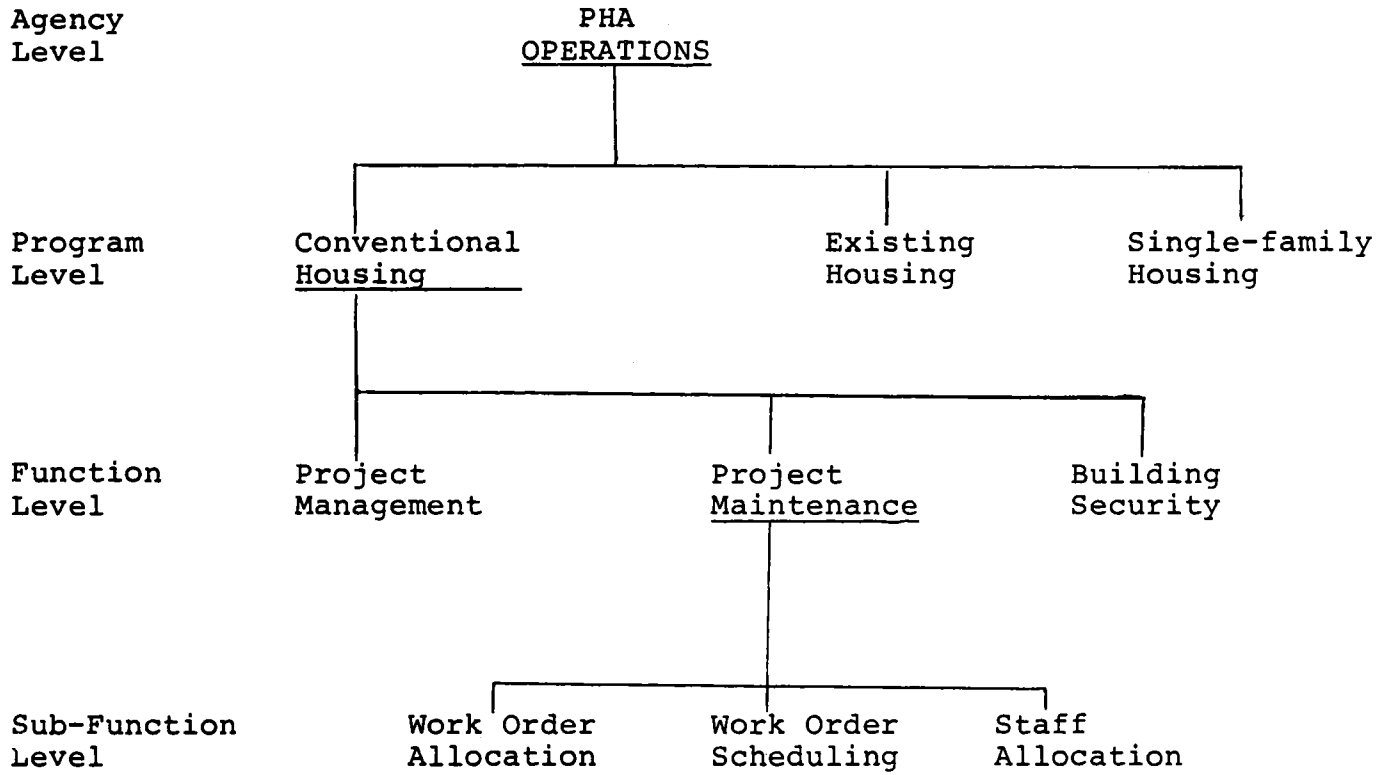 Agency PHA
Level OPERATIONS
Program Conventional Existing Single-family
Level Housing Housing Housing
Function Project Project Building
Level Management Maintenance Security
Sub-Function Work Order Work Order Staff
Level Allocation Scheduling Allocation